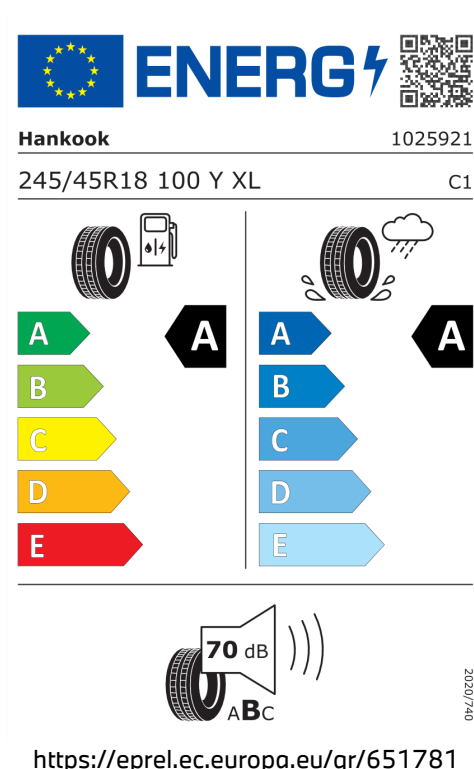 ENERG
Hankook 1025921
245/45R18 100 Y XL C1
A A
B
C
D
E
A A
B
C
D
E
70 dB
ABC
2020/740
https://eprel.ec.europa.eu/qr/651781